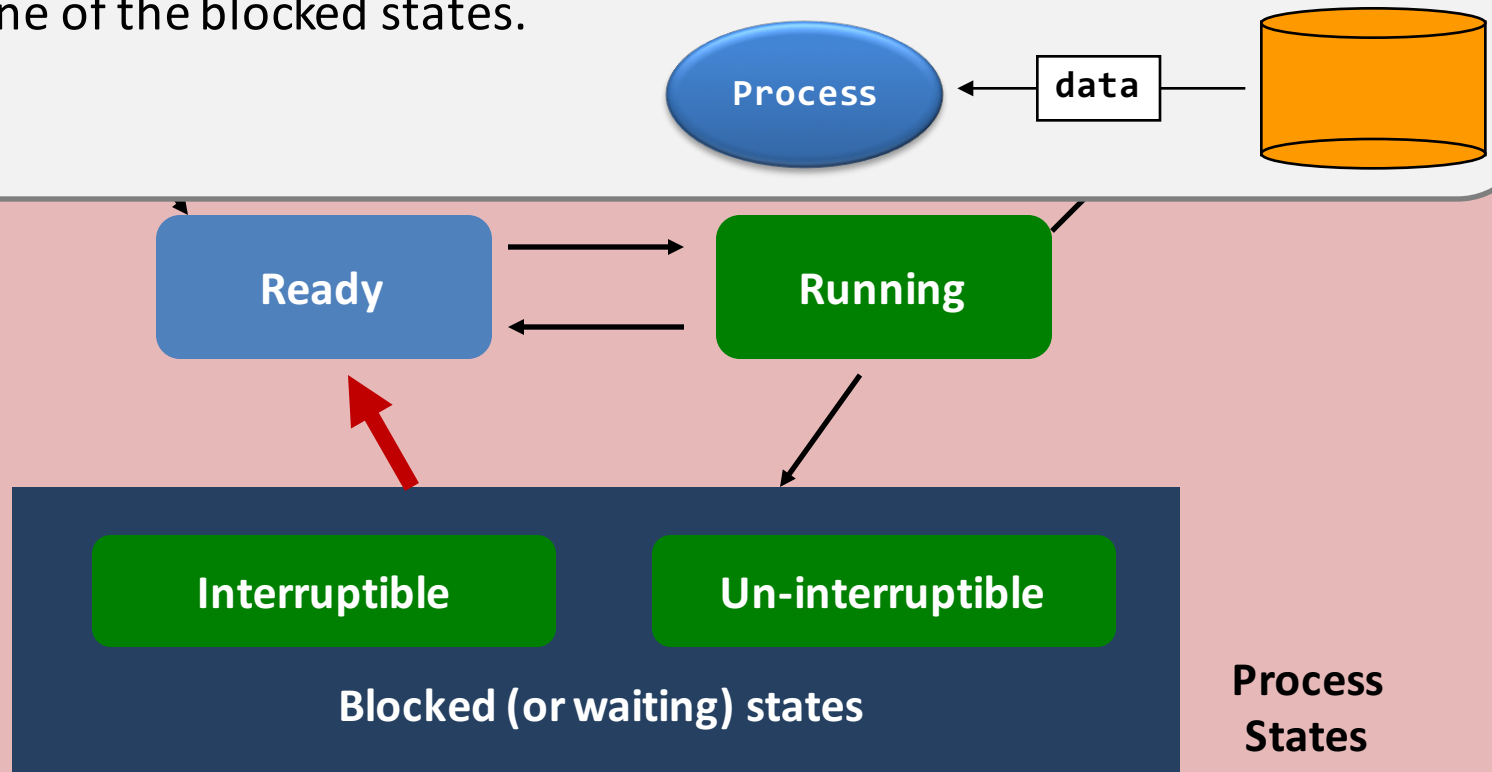 ne of the blocked states.
Process
data
Ready
Running
Interruptible
Un-interruptible
Blocked (or waiting) states
Process
States